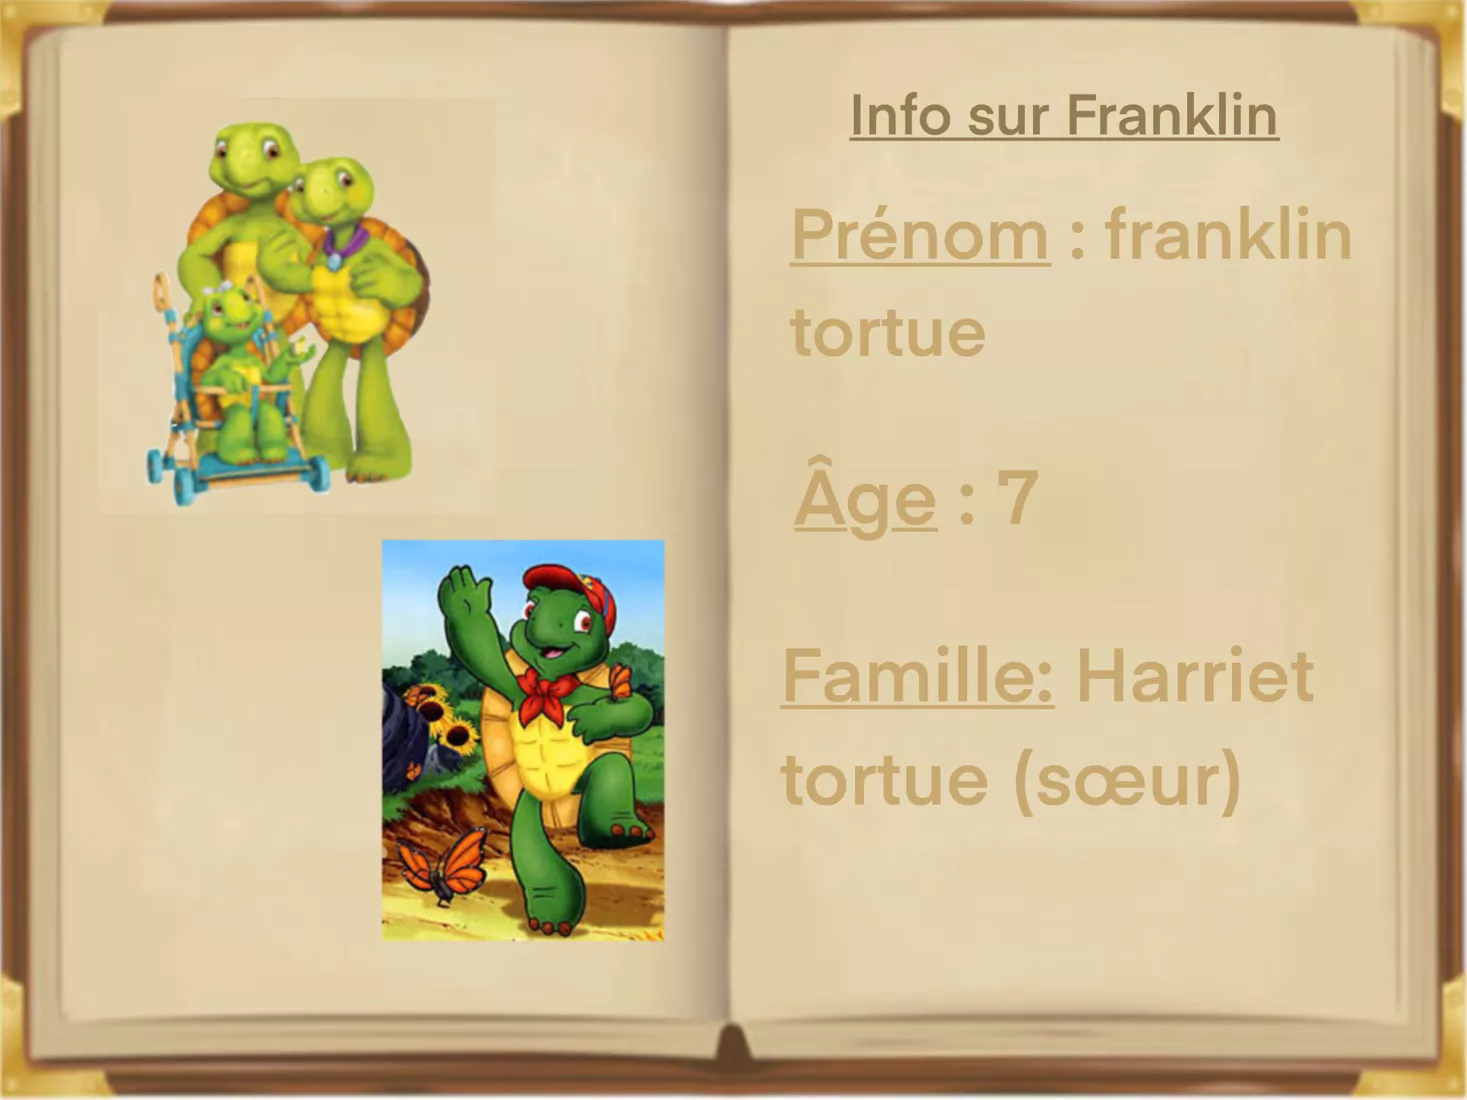 Info sur Franklin
Prénom : franklin
tortue
Âge : 7
Famille: Harriet
tortue (sœur)